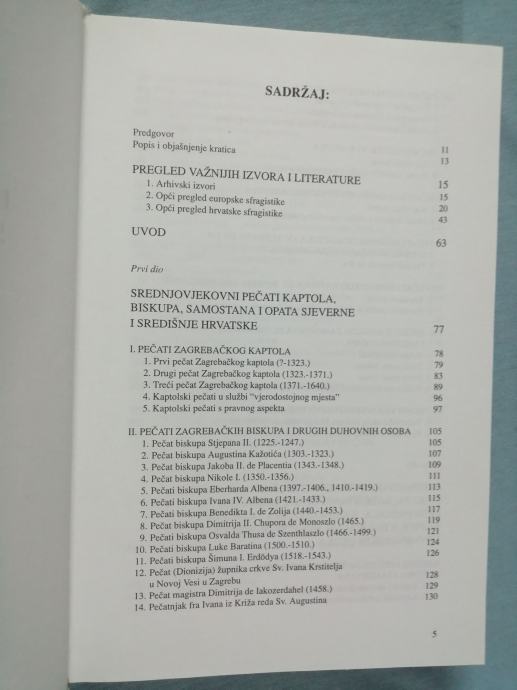 SADRŽAJ:
Predgovor 11
Popis i objašnjenje kratica 13
PREGLED VAŽNIJIH IZVORA I LITERATURE 15
1. Arhivski izvori 15
2. Opći pregled europske sfragistike 20
3. Opći pregled hrvatske sfragistike 43
UVOD 63
Prvi dio
SREDNJOVJEKOVNI PEČATI KAPTOLA,
BISKUPA, SAMOSTANA I OPATA SJEVERNE
I SREDIŠNJE HRVATSKE 77
I. PEČATI ZAGREBAČKOG KAPTOLA 78
1. Prvi pečat Zagrebačkog kaptola (?-1323.) 79
2. Drugi pečat Zagrebačkog kaptola (1323.-1371.) 83
3. Treći pečat Zagrebačkog kaptola (1371.-1640.) 89
4. Kaptolski pečati u službi "vjerodostojnog mjesta" 96
5. Kaptolski pečati s pravnog aspekta 97
II. PEČATI ZAGREBAČKIH BISKUPA I DRUGIH DUHOVNIH OSOBA 105
1. Pečat biskupa Stjepana II. (1225.-1247.) 105
2. Pečat biskupa Augustina Kažotića (1303.-1323.) 107
3. Pečat biskupa Jakoba II. de Placentia (1343.-1348.) 109
4. Pečat biskupa Nikole I. (1350.-1356.) 111
5. Pečati biskupa Eberharda Albena (1397.-1406., 1410.-1419.) 113
6. Pečat biskupa Ivana IV. Albena (1421.-1433.) 115
7. Pečat biskupa Benedikta I. de Zolija (1440.-1453.) 117
8. Pečat biskupa Dimitrija II. Chupora de Monoszlo (1465.) 119
9. Pečat biskupa Osvalda Thusa de Szenthlaszlo (1466.-1499.) 121
10. Pečat biskupa Luke Baratina (1500.-1510.) 124
11. Pečati biskupa Šimuna I. Erdödya (1518.-1543.) 126
12. Pečat (Dionizija) župnika crkve Sv. Ivana Krstitelja
u Novoj Vesi u Zagrebu 128
13. Pečat magistra Dimitrija de Iakozerdahel (1458.) 129
14. Pečatnjak fra Ivana iz Križa reda Sv. Augustina 130
5